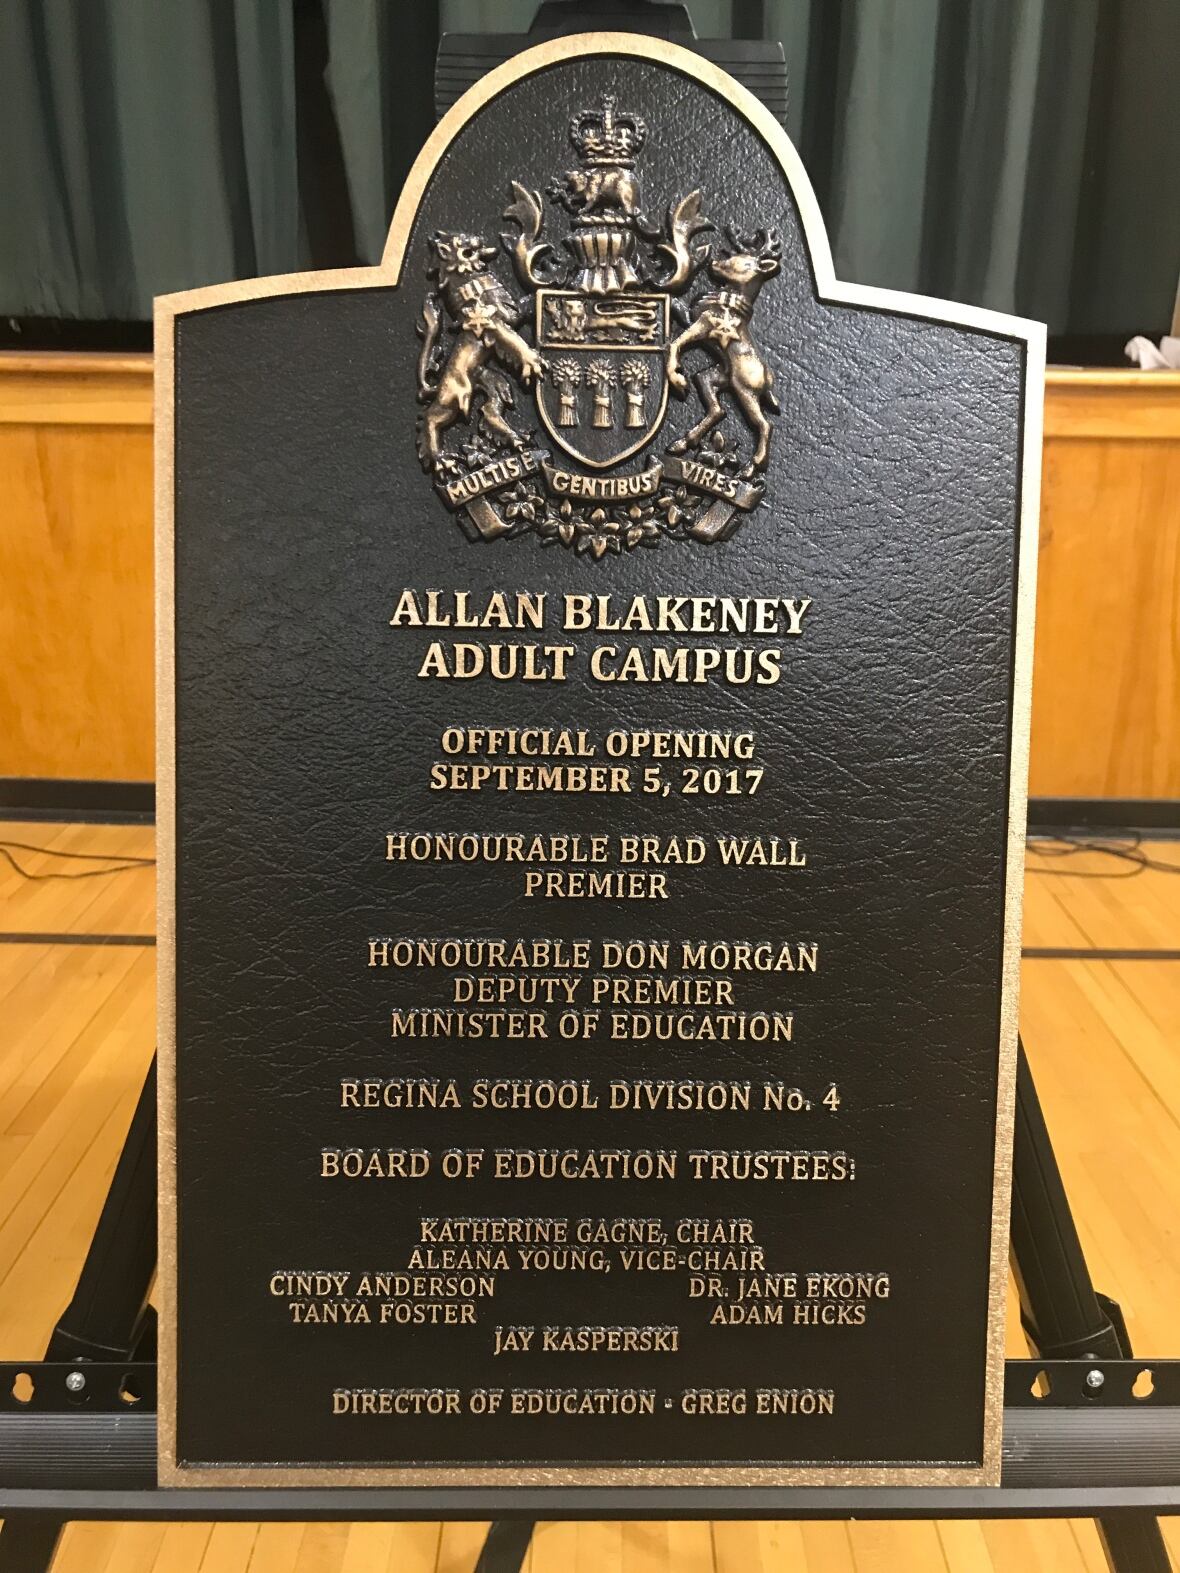 MULTIS E GENTIBUS VIRES
ALLAN BLAKENEY
ADULT CAMPUS
OFFICIAL OPENING
SEPTEMBER 5, 2017
HONOURABLE BRAD WALL
PREMIER
HONOURABLE DON MORGAN
DEPUTY PREMIER
MINISTER OF EDUCATION
REGINA SCHOOL DIVISION No. 4
BOARD OF EDUCATION TRUSTEES:
KATHERINE GAGNE, CHAIR
ALEANA YOUNG, VICE-CHAIR
CINDY ANDERSON DR. JANE EKONG
TANYA FOSTER ADAM HICKS
JAY KASPERSKI
DIRECTOR OF EDUCATION • GREG ENION